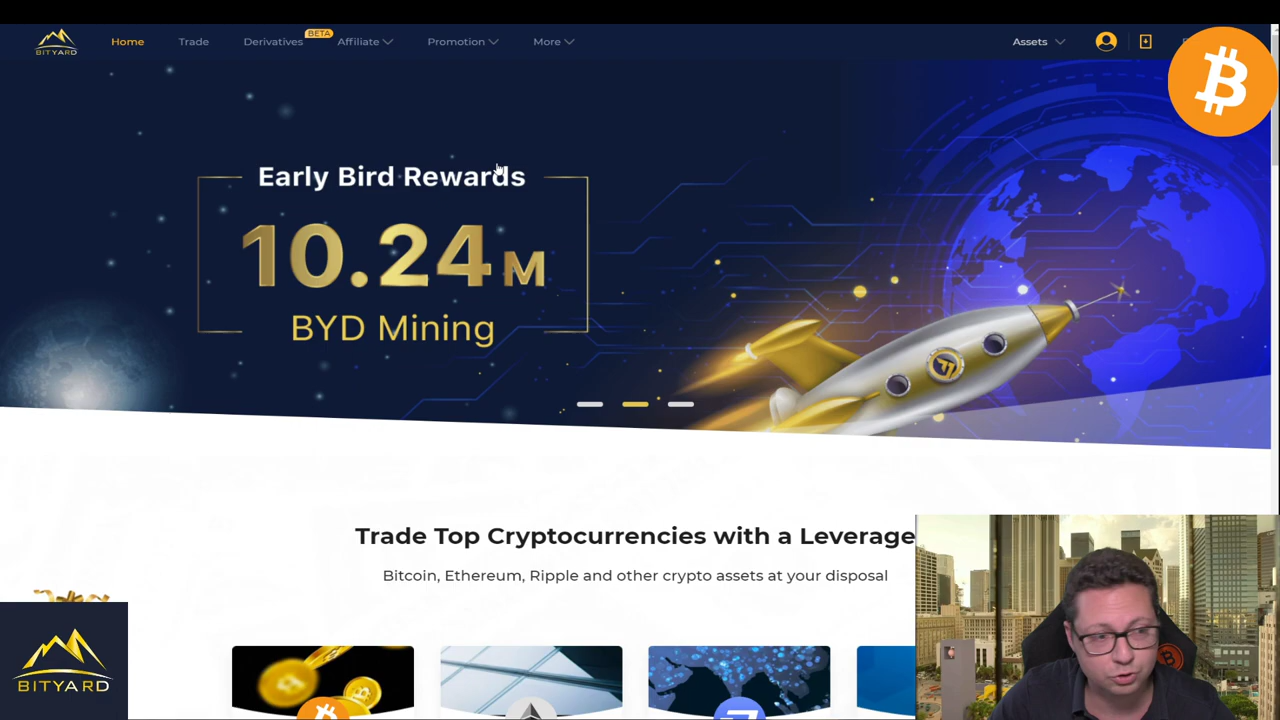 BITYARD
Home
Trade
Derivatives
BETA
Affiliate
Promotion
More
Assets
Early Bird Rewards
10.24 M
BYD Mining
Trade Top Cryptocurrencies with a Leverage
Bitcoin, Ethereum, Ripple and other crypto assets at your disposal
BITYARD